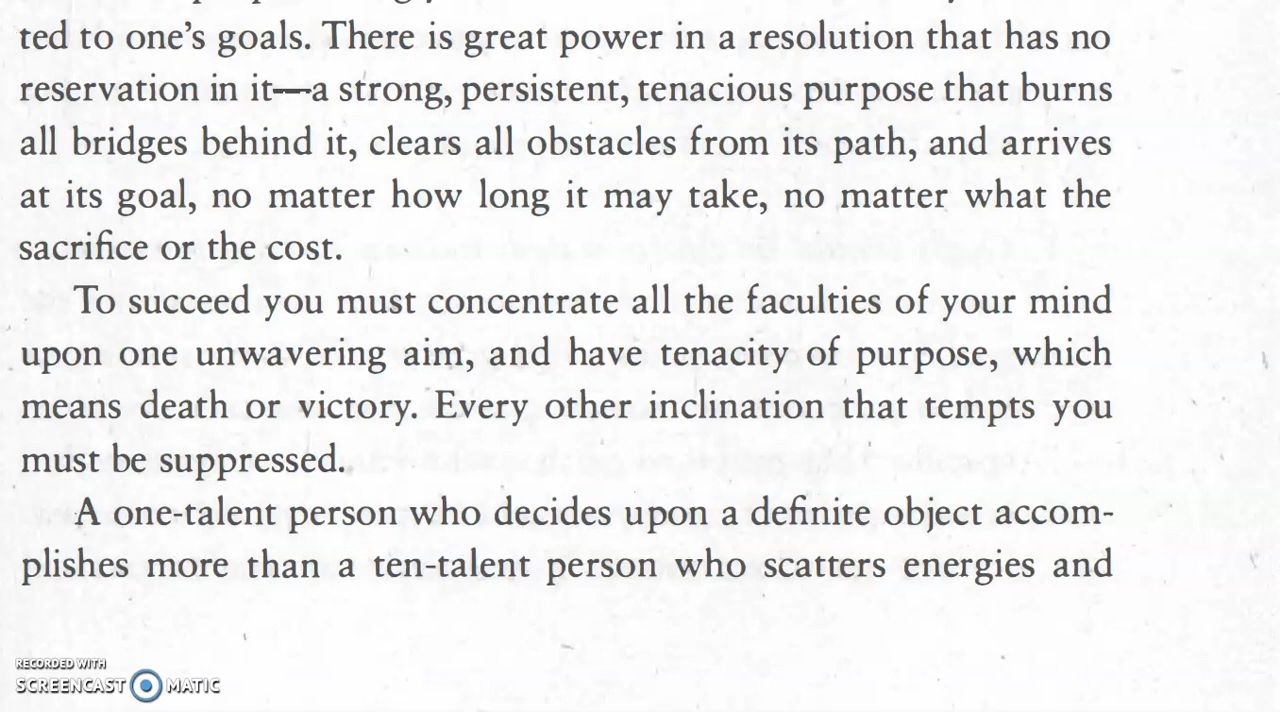 ted to one’s goals. There is great power in a resolution that has no
reservation in it—a strong, persistent, tenacious purpose that burns
all bridges behind it, clears all obstacles from its path, and arrives
at its goal, no matter how long it may take, no matter what the
sacrifice or the cost.
To succeed you must concentrate all the faculties of your mind
upon one unwavering aim, and have tenacity of purpose, which
means death or victory. Every other inclination that tempts you
must be suppressed.
A one-talent person who decides upon a definite object accom-
plishes more than a ten-talent person who scatters energies and
RECORDED WITH
SCREENCAST MATIC